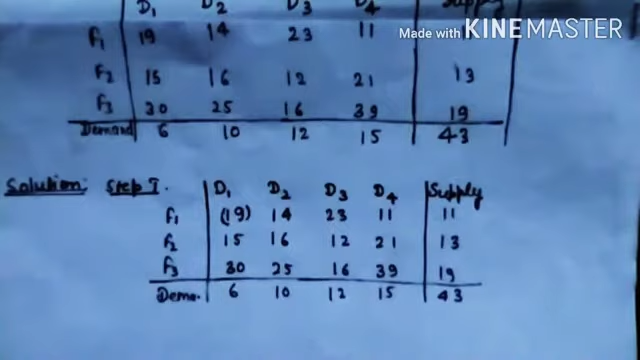 D1 D2 D3 D4 Supply
F1 19 14 23 11
Made with KINEMASTER
F2 15 16 12 21 13
F3 30 25 16 39 19
Demand 6 10 12 15 43
Solution: Step I. D1 D2 D3 D4 Supply
F1 (19) 14 23 11 11
F2 15 16 12 21 13
F3 30 25 16 39 19
Dema. 6 10 12 15 43